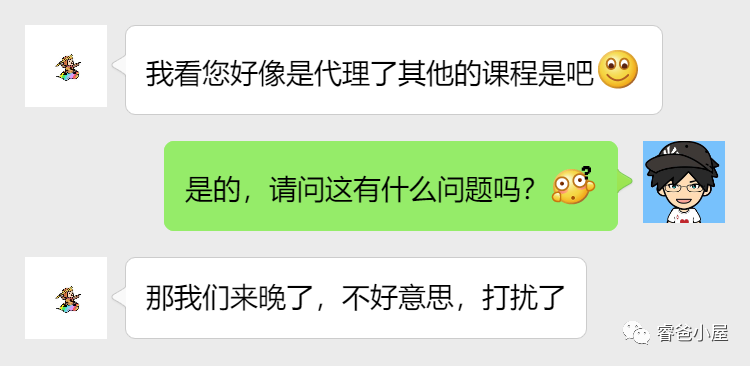 我看您好像是代理了其他的课程是吧
是的，请问这有什么问题吗？
那我们来晚了，不好意思，打扰了
睿爸小屋